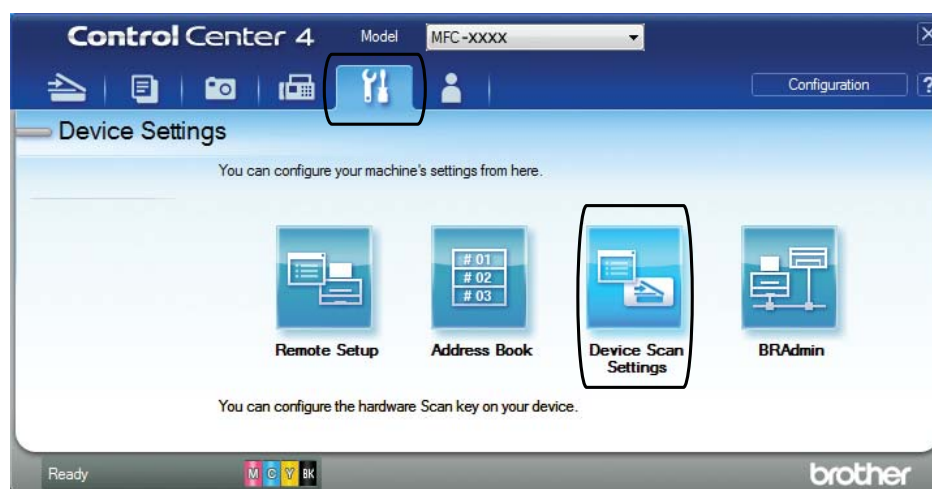 Control Center 4
Model
MFC-XXXX
X
Configuration
?
Device Settings
You can configure your machine's settings from here.
# 01
# 02
# 03
Remote Setup
Address Book
Device Scan
Settings
BRAdmin
You can configure the hardware Scan key on your device.
Ready
M C Y BK
brother